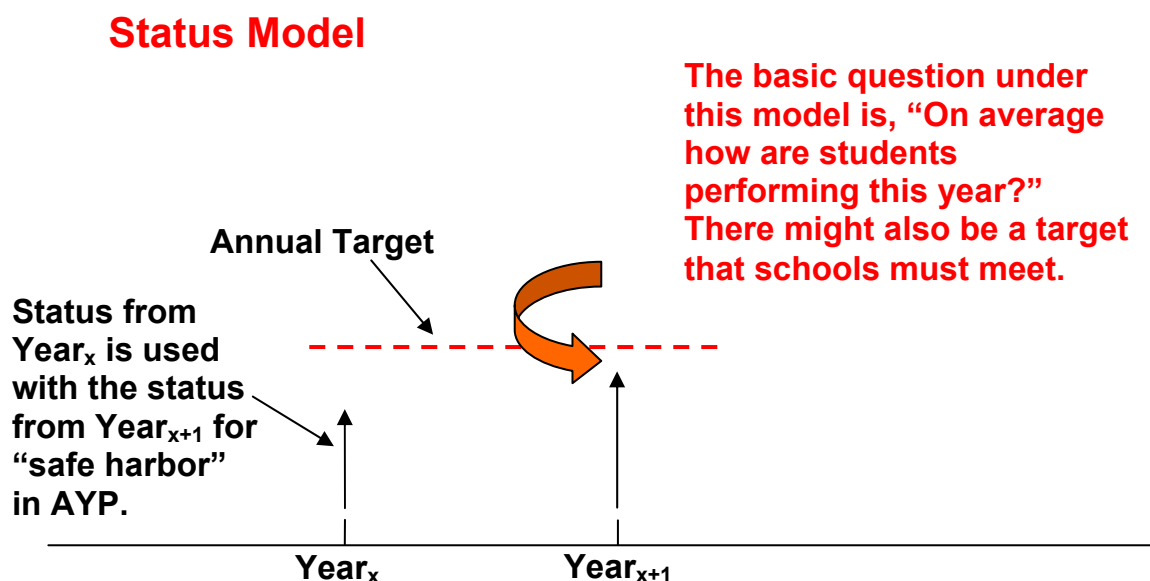 Status Model
The basic question under
this model is, “On average
how are students
performing this year?”
There might also be a target
that schools must meet.
Annual Target
Status from
Yearₓ is used
with the status
from Yearₓ₊₁ for
“safe harbor”
in AYP.
Yearₓ
Yearₓ₊₁